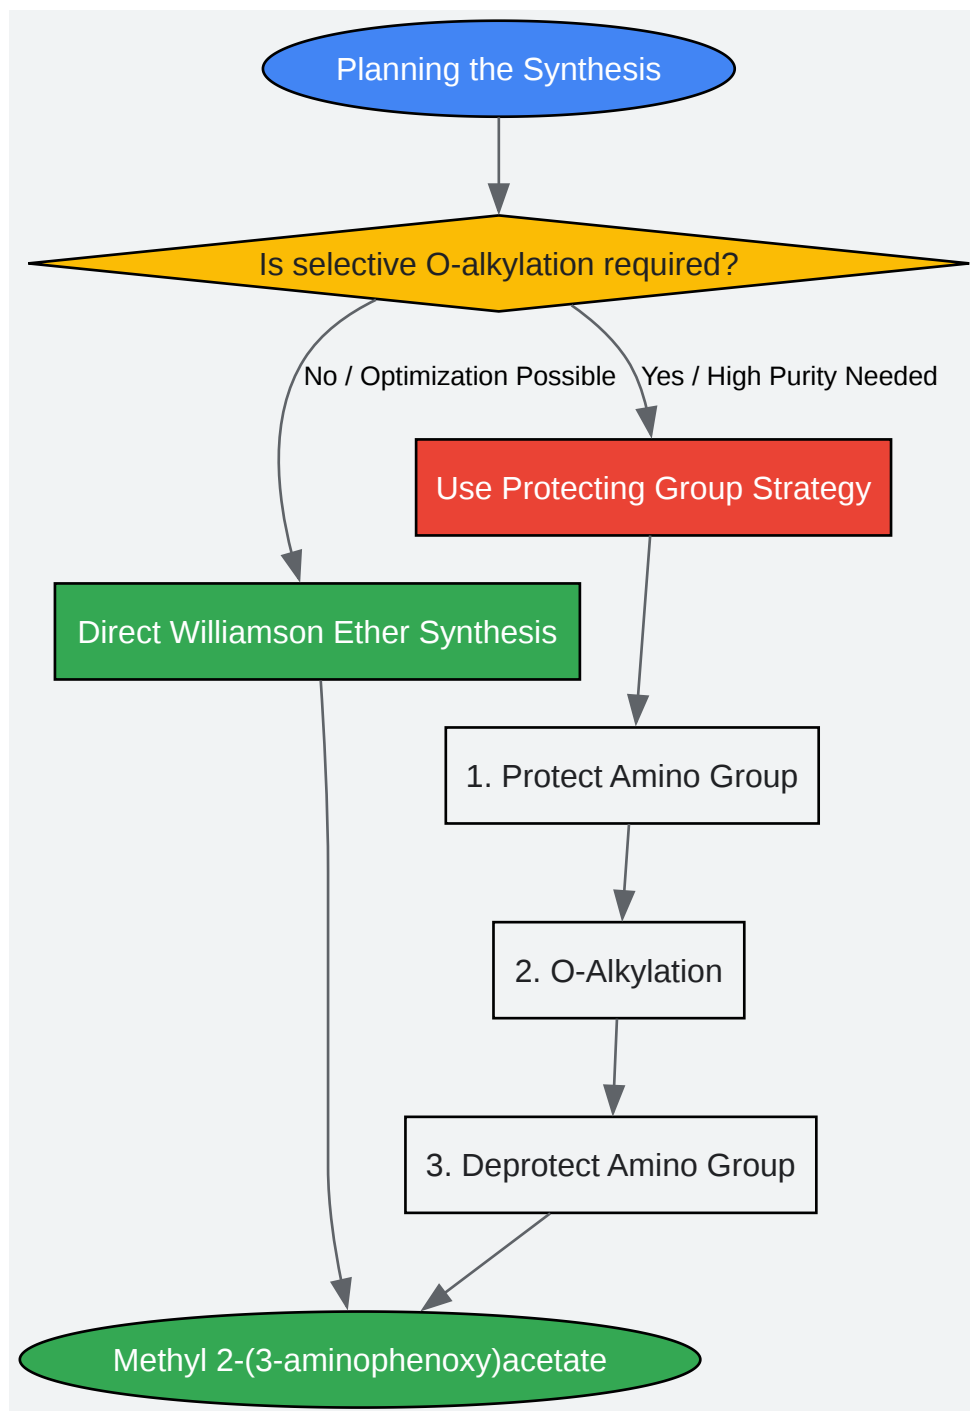 Planning the Synthesis
Is selective O-alkylation required?
No / Optimization Possible
Yes / High Purity Needed
Use Protecting Group Strategy
Direct Williamson Ether Synthesis
1. Protect Amino Group
2. O-Alkylation
3. Deprotect Amino Group
Methyl 2-(3-aminophenoxy)acetate